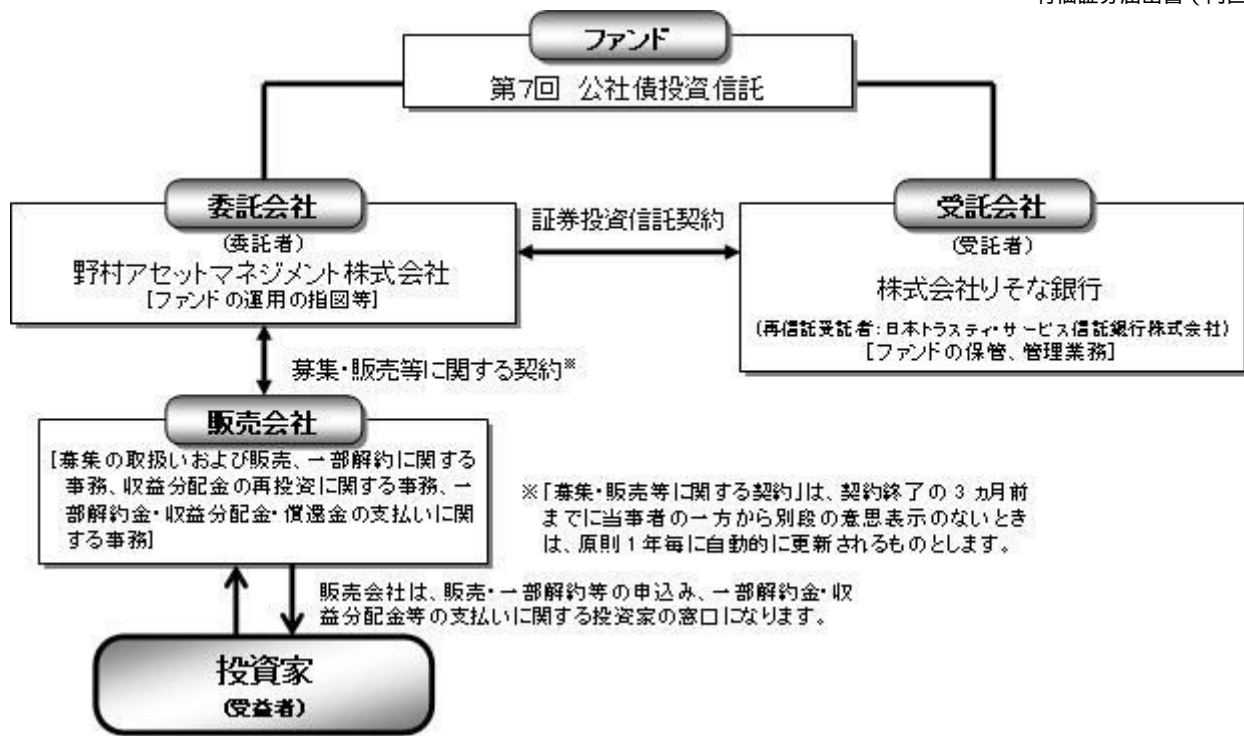 ファンド
第7回 公社債投資信託
委託会社
(委託者)
野村アセットマネジメント株式会社
[ファンドの運用の指図等]
証券投資信託契約
受託会社
(受託者)
株式会社りそな銀行
(再信託受託者:日本トラスティ・サービス信託銀行株式会社)
[ファンドの保管、管理業務]
募集・販売等に関する契約※
販売会社
[募集の取扱いおよび販売、一部解約に関する
事務、収益分配金の再投資に関する事務、一
部解約金・収益分配金・償還金の支払いに関
する事務]
※「募集・販売等に関する契約」は、契約終了の3ヵ月前
までに当事者の一方から別段の意思表示のないとき
は、原則1年毎に自動的に更新されるものとします。
販売会社は、販売・一部解約等の申込み、一部解約金・収
益分配金等の支払いに関する投資家の窓口になります。
投資家
(受益者)